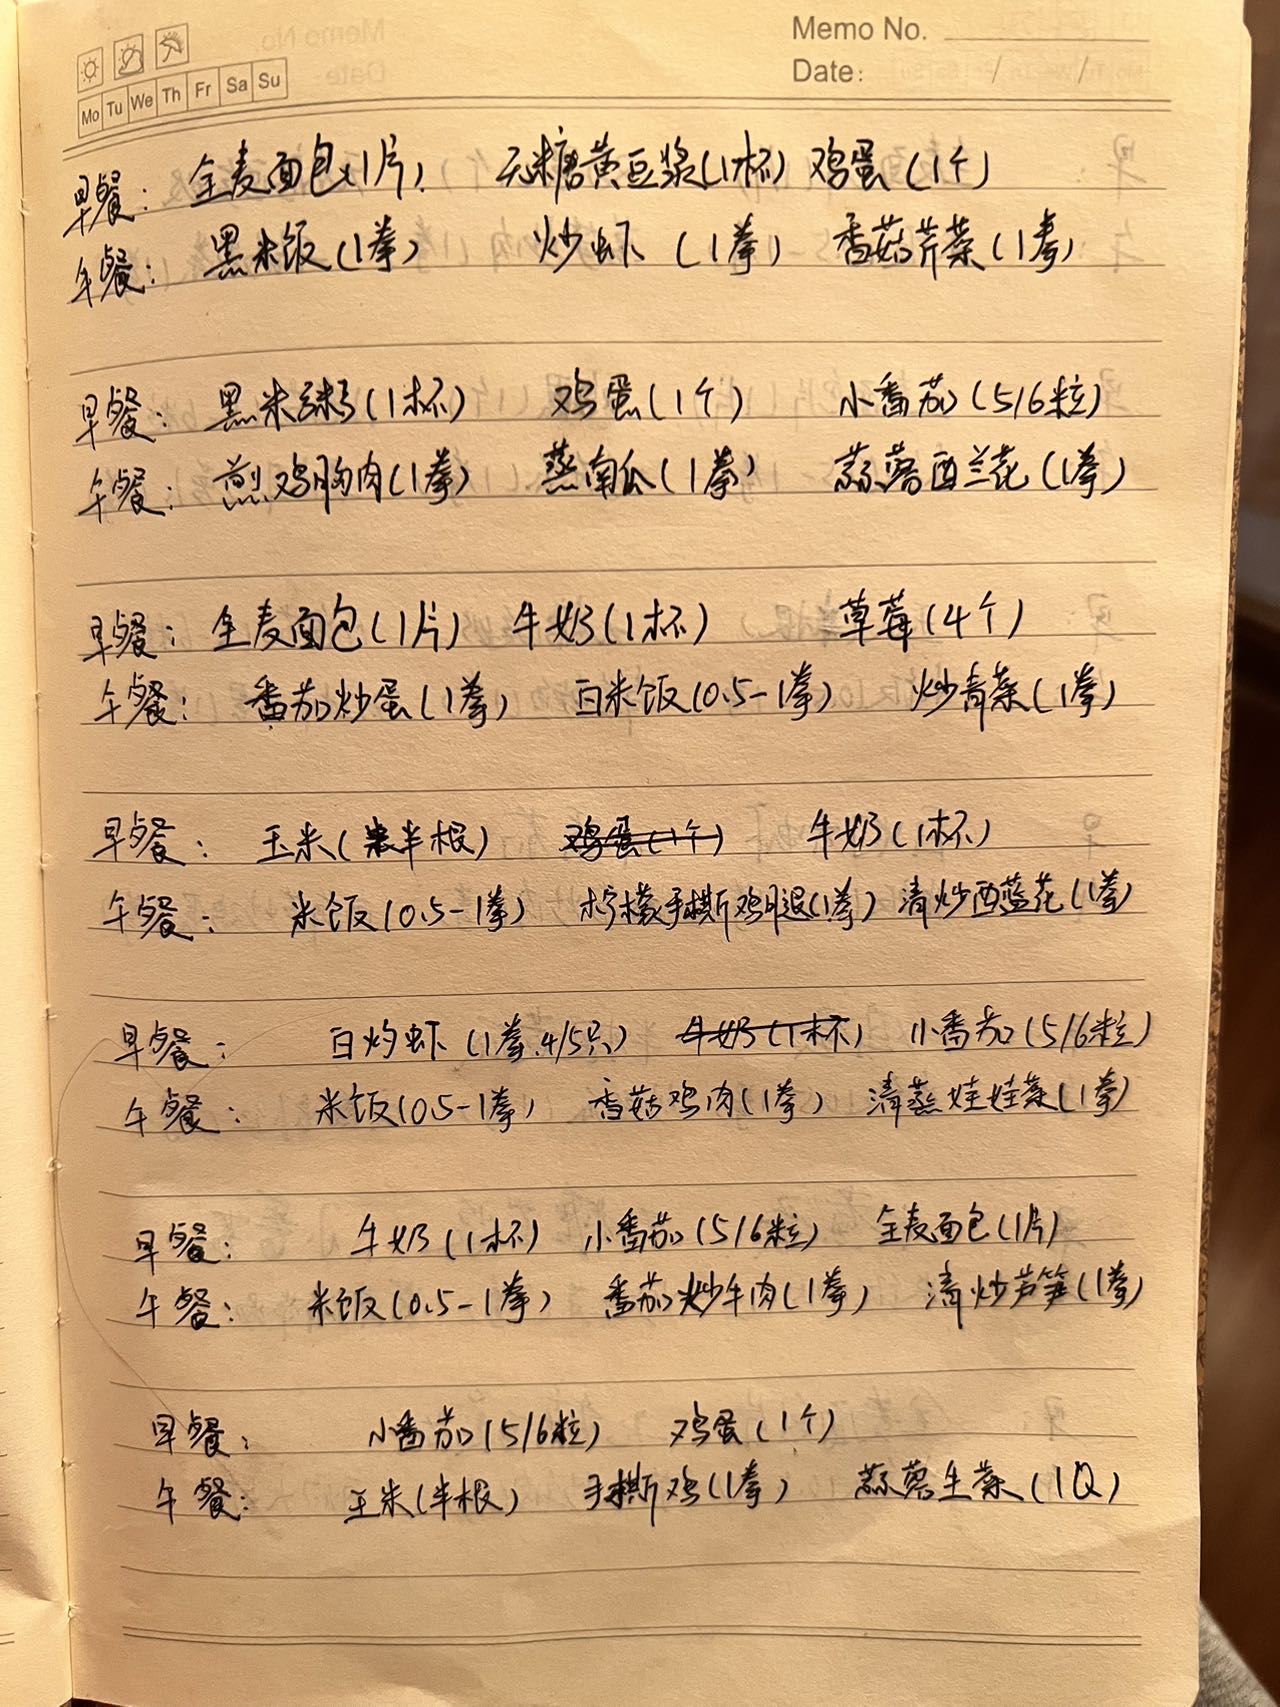 Memo No.
Mo Tu We Th Fr Sa Su
Date: / /
早餐: 全麦面包x1片) 无糖黄豆浆(1杯) 鸡蛋(1个)
午餐: 黑米饭(1拳) 炒虾(1拳) 香菇芹菜(1拳)
早餐: 黑米粥(1杯) 鸡蛋(1个) 小番茄(5/6粒)
午餐: 煎鸡胸肉(1拳) 蒸南瓜(1拳) 蒜蓉西兰花(1拳)
早餐: 全麦面包(1片) 牛奶(1杯) 草莓(4个)
午餐: 番茄炒蛋(1拳) 白米饭(0.5-1拳) 炒青菜(1拳)
早餐: 玉米(半根) 鸡蛋(1个) 牛奶(1杯)
午餐: 米饭(0.5-1拳) 柠檬手撕鸡腿(1拳) 清炒西蓝花(1拳)
早餐: 白灼虾(1拳.4/5只) 牛奶(1杯) 小番茄(5/6粒)
午餐: 米饭(0.5-1拳) 香菇鸡肉(1拳) 清蒸娃娃菜(1拳)
早餐: 牛奶(1杯) 小番茄(5/6粒) 全麦面包(1片)
午餐: 米饭(0.5-1拳) 番茄炒牛肉(1拳) 清炒芦笋(1拳)
早餐: 小番茄(5/6粒) 鸡蛋(1个)
午餐: 玉米(半根) 手撕鸡(1拳) 蒜蓉生菜(1Q)